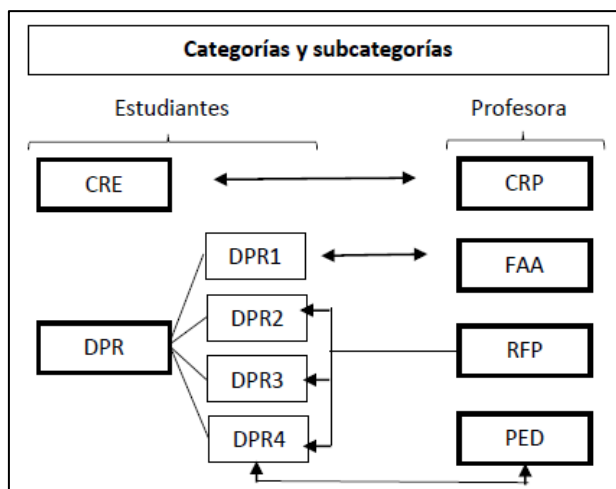 Categorías y subcategorías
Estudiantes
Profesora
CRE
CRP
DPR1
FAA
DPR2
DPR
RFP
DPR3
DPR4
PED